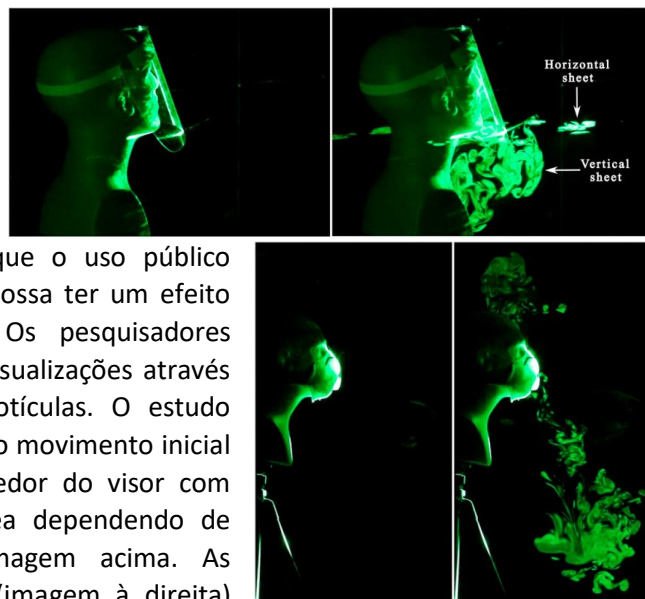 Horizontal
sheet
Vertical
sheet
que o uso público
ossa ter um efeito
Os pesquisadores
sualizações através
otículas. O estudo
o movimento inicial
edor do visor com
ea dependendo de
magem acima. As
(imagem à direita)